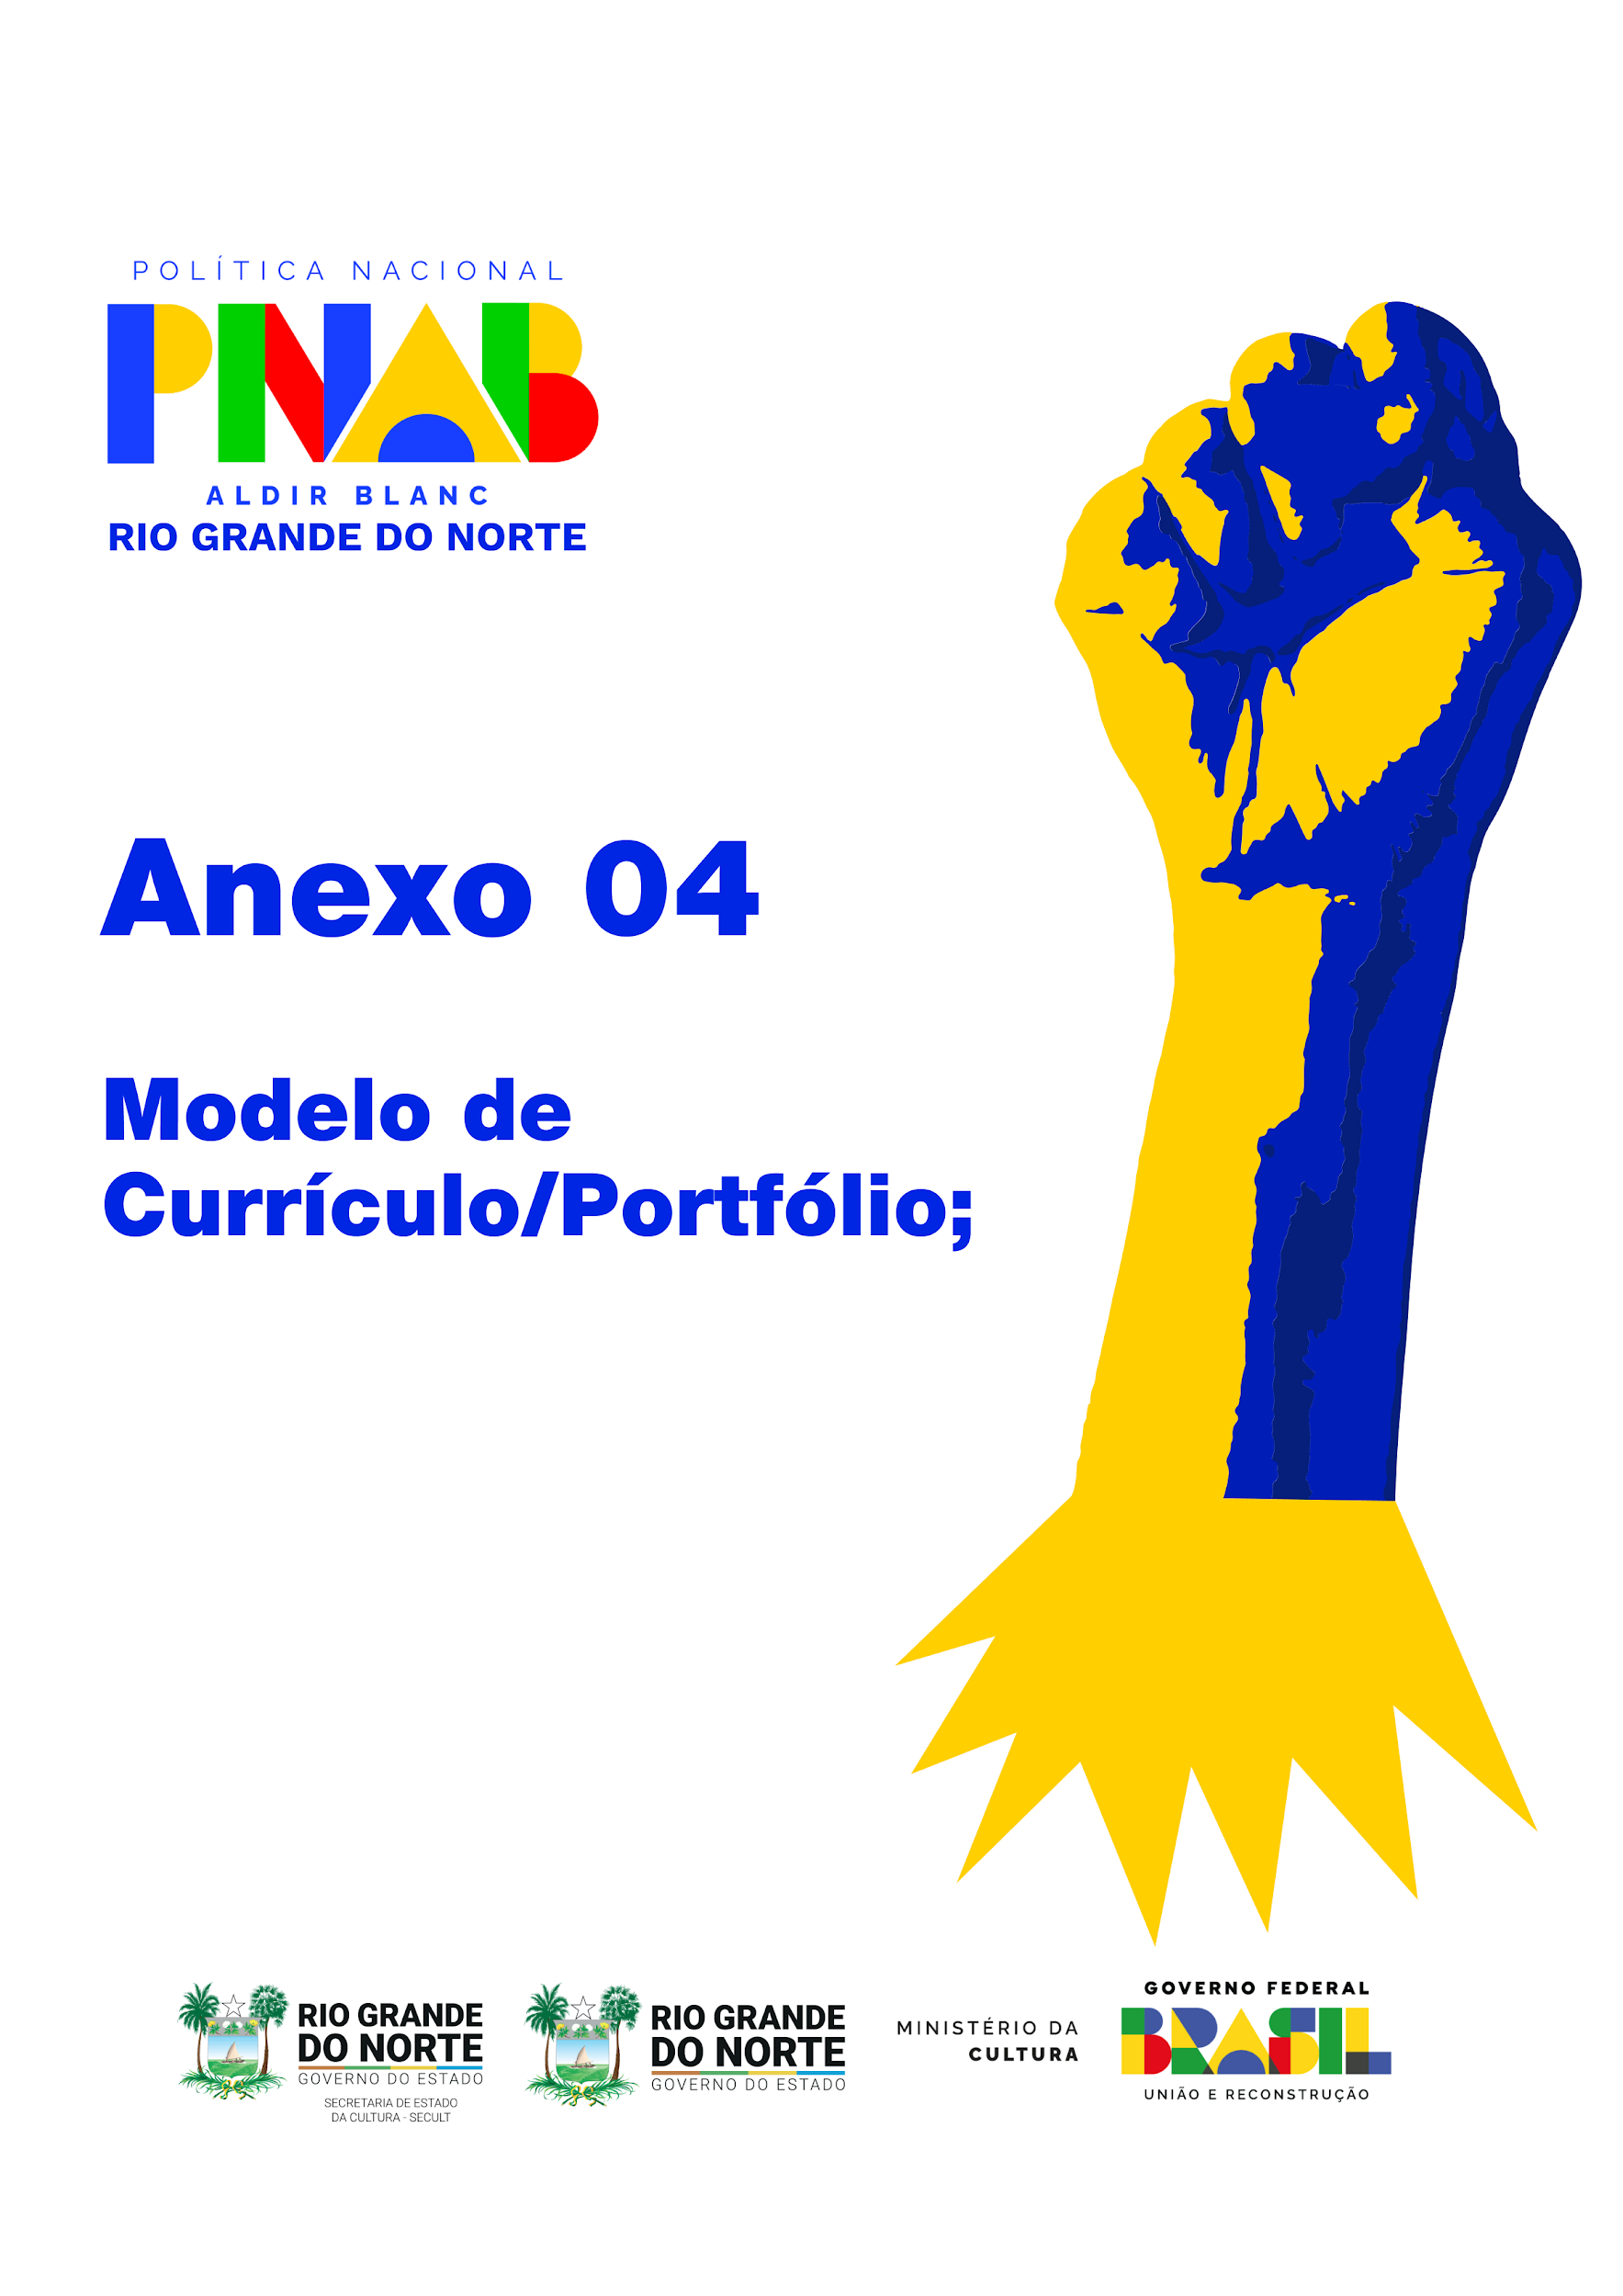 POLÍTICA NACIONAL
PNAB
ALDIR BLANC
RIO GRANDE DO NORTE
Anexo 04
Modelo de
Currículo/Portfólio;
RIO GRANDE
DO NORTE
GOVERNO DO ESTADO
SECRETARIA DE ESTADO
DA CULTURA - SECULT
RIO GRANDE
DO NORTE
GOVERNO DO ESTADO
MINISTÉRIO DA
CULTURA
GOVERNO FEDERAL
BRASIL
UNIÃO E RECONSTRUÇÃO